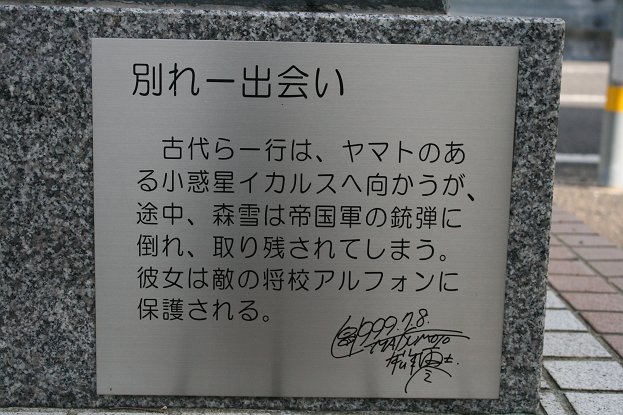 別れー出会い
古代ら一行は、ヤマトのあ
る小惑星イカルスへ向かうが、
途中、森雪は帝国軍の銃弾に
倒れ、取り残されてしまう。
彼女は敵の将校アルフォンに
保護される。
1999.7.8.